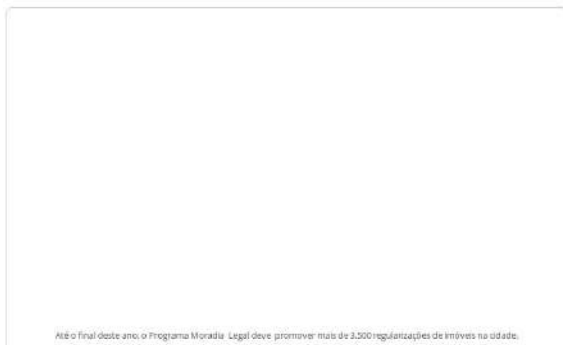 Até o final deste ano, o Programa Moradia Legal deve promover mais de 3.500 regularizações de imóveis na cidade.